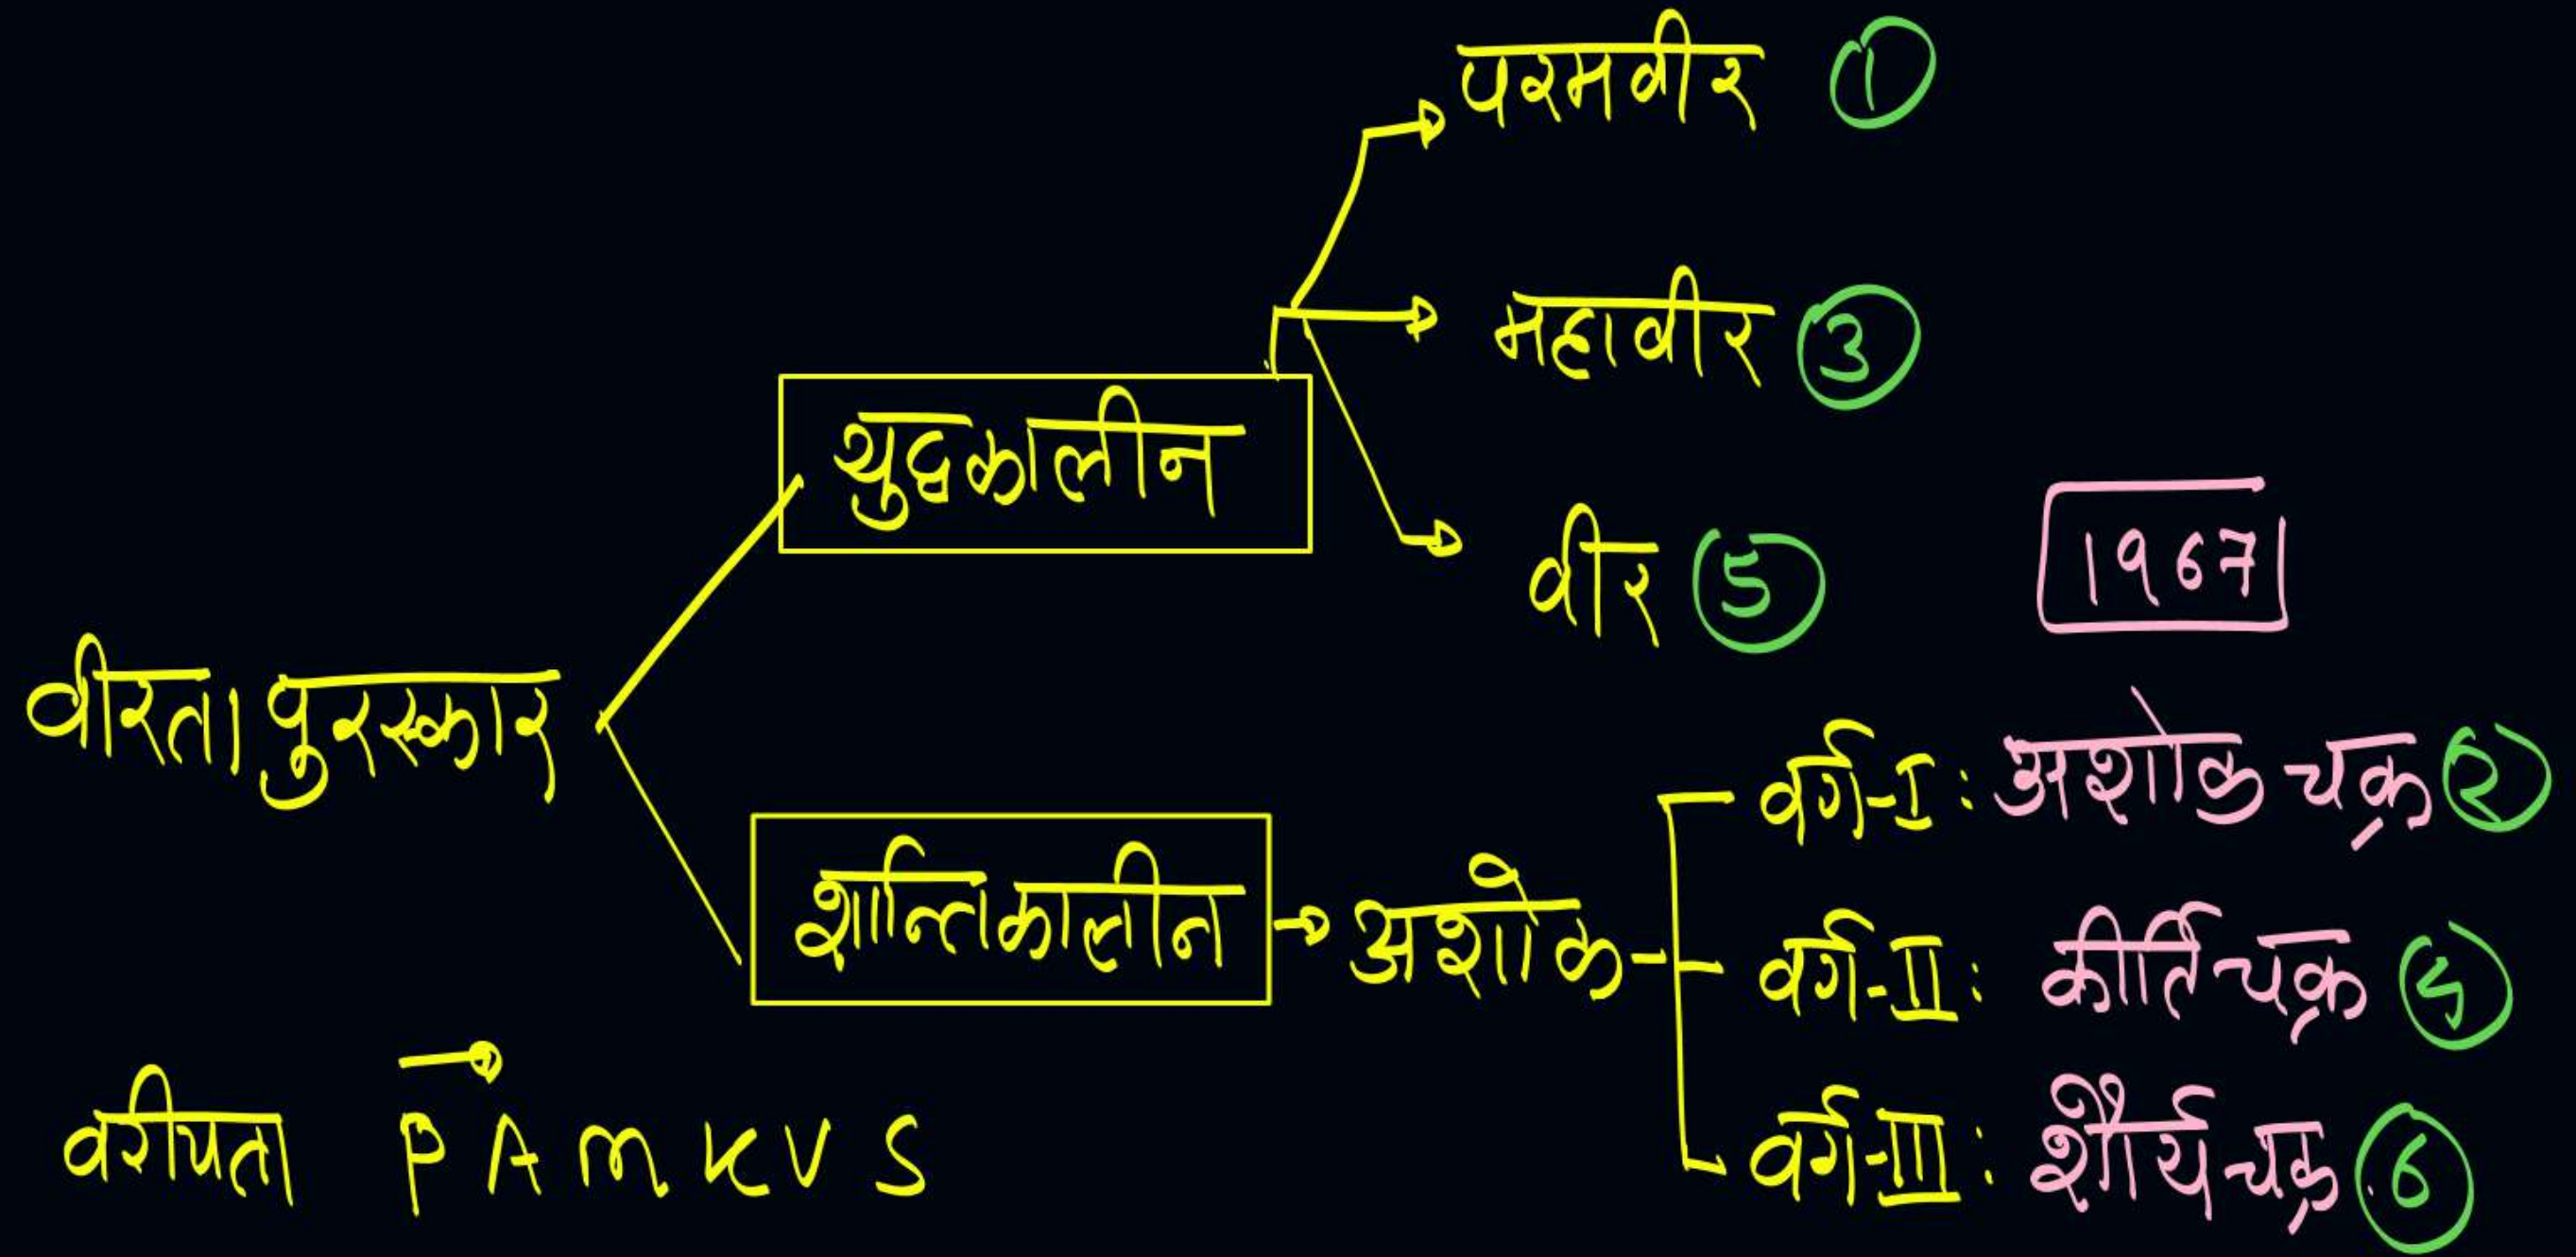 परमवीर 1
महावीर 3
युद्धकालीन
वीर 5
1967
वीरता पुरस्कार
वर्ग-I: अशोक चक्र 2
शान्तिकालीन → अशोक
वर्ग-II: कीर्ति चक्र 4
वर्ग-III: शौर्य चक्र 6
वरीयता P A M K V S